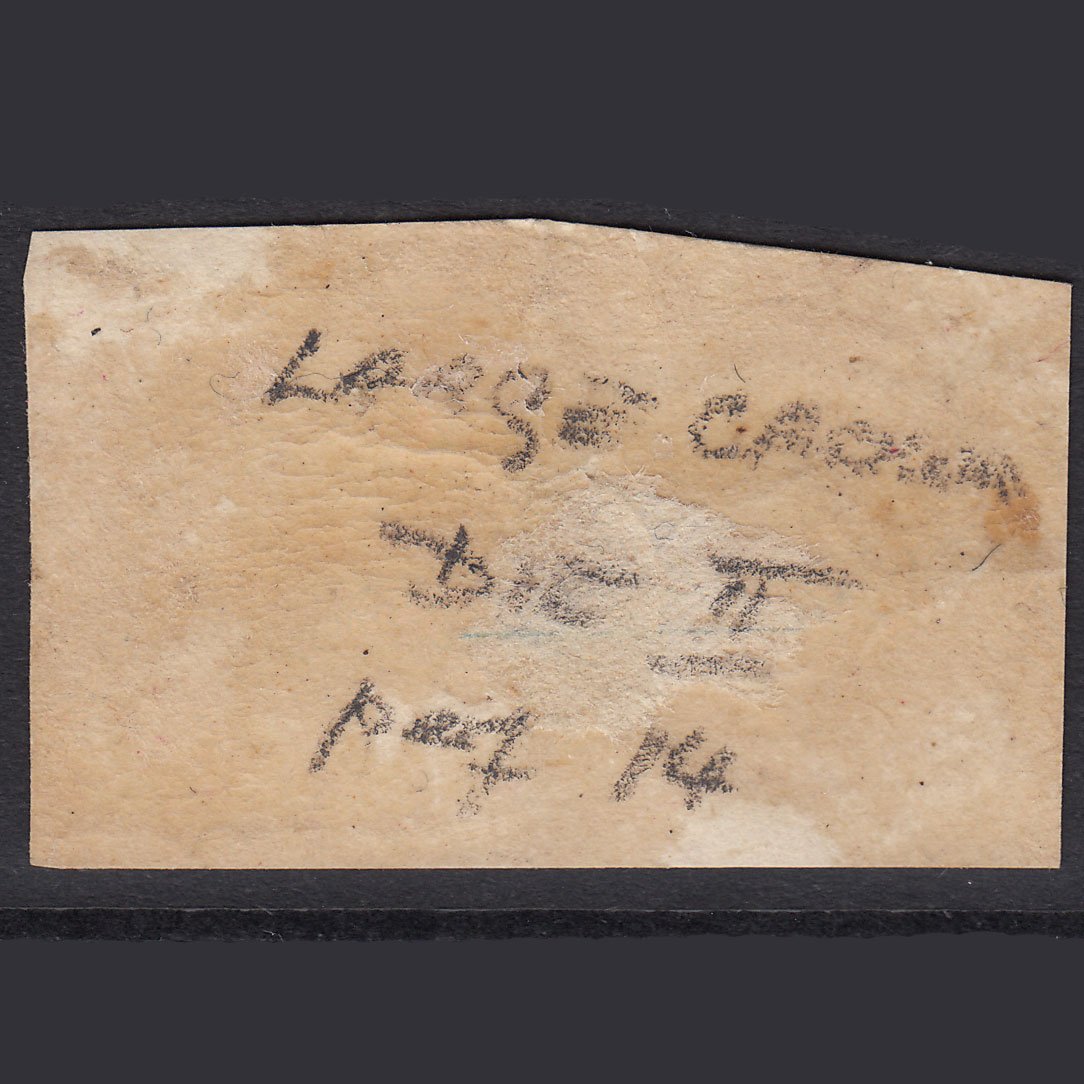 LARGE CROWN
DIE II
perf 14